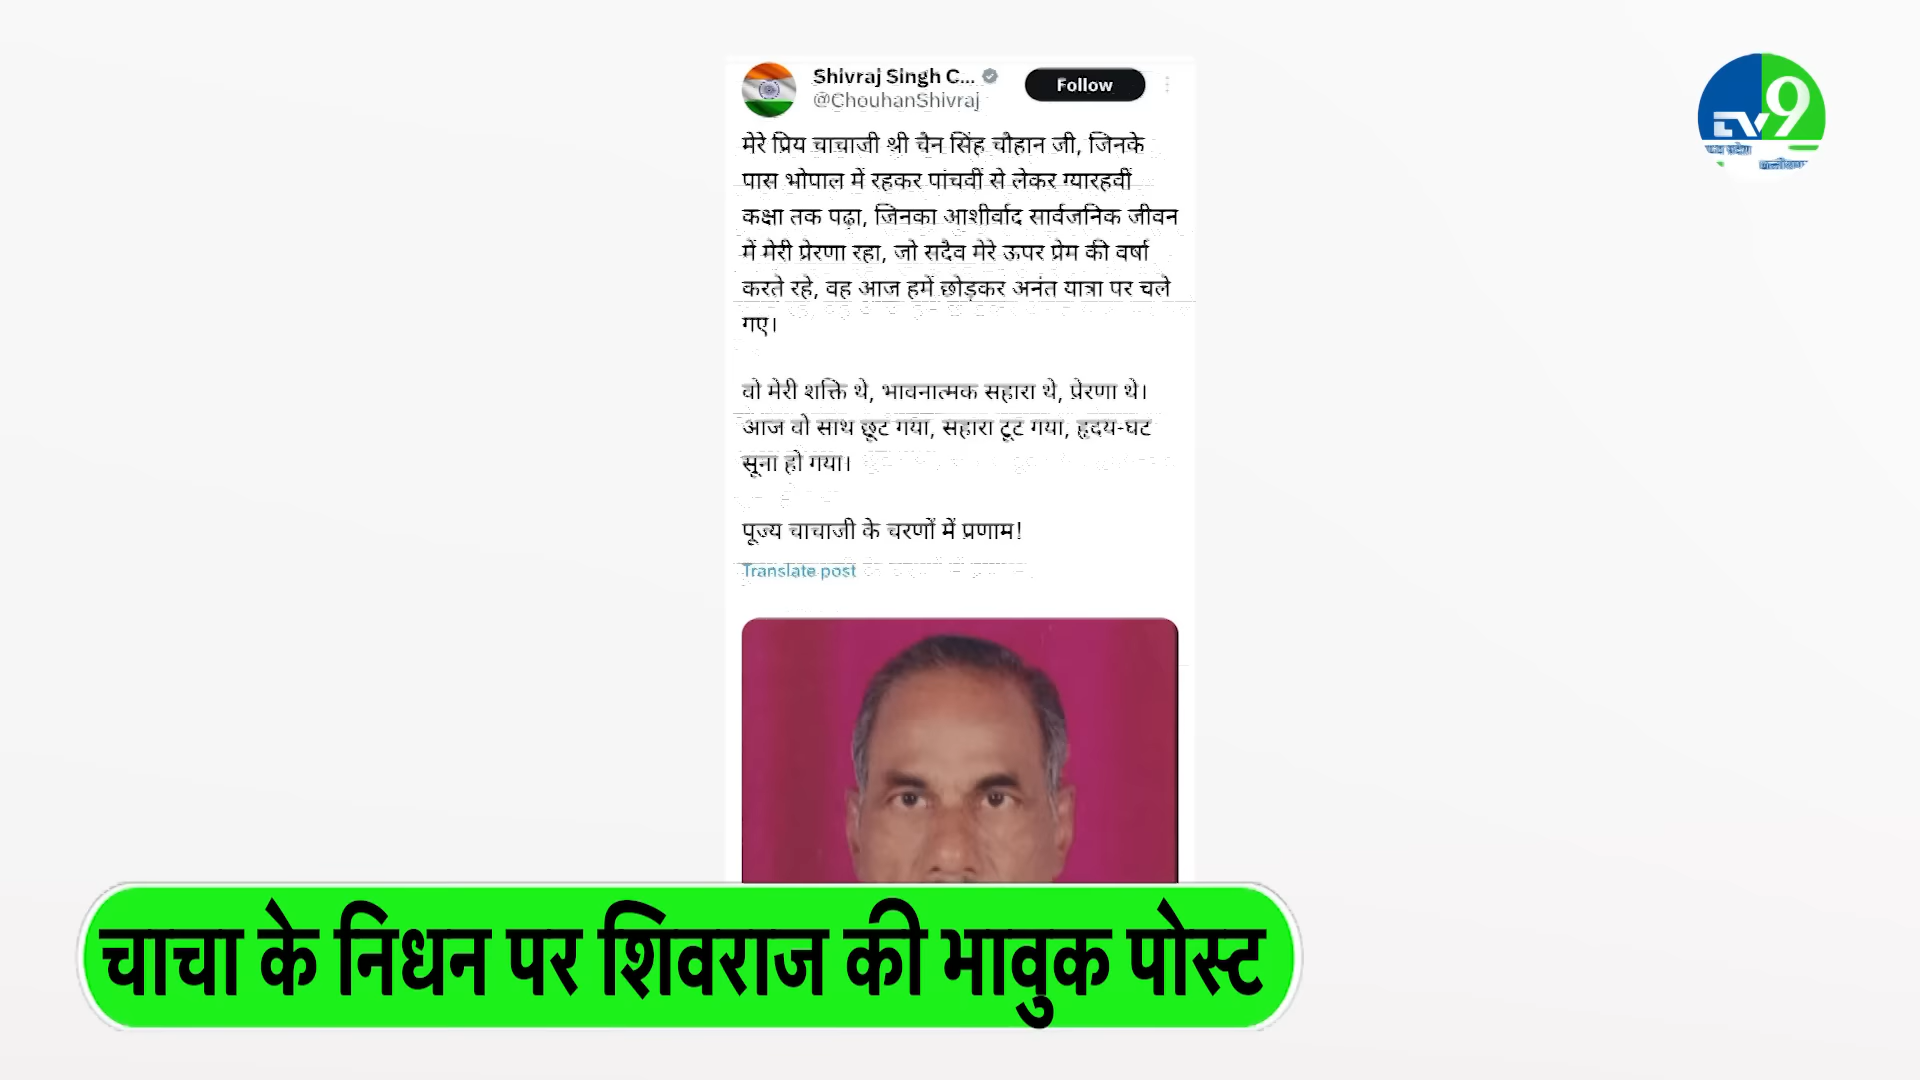 Shivraj Singh C...
@ChouhanShivraj
Follow
मेरे प्रिय चाचाजी श्री चैन सिंह चौहान जी, जिनके
पास भोपाल में रहकर पांचवीं से लेकर ग्यारहवीं
कक्षा तक पढ़ा, जिनका आशीर्वाद सार्वजनिक जीवन
में मेरी प्रेरणा रहा, जो सदैव मेरे ऊपर प्रेम की वर्षा
करते रहे, वह आज हमें छोड़कर अनंत यात्रा पर चले
गए।
वो मेरी शक्ति थे, भावनात्मक सहारा थे, प्रेरणा थे।
आज वो साथ छूट गया, सहारा टूट गया, हृदय-घट
सूना हो गया।
पूज्य चाचाजी के चरणों में प्रणाम!
Translate post
TV9
चाचा के निधन पर शिवराज की भावुक पोस्ट